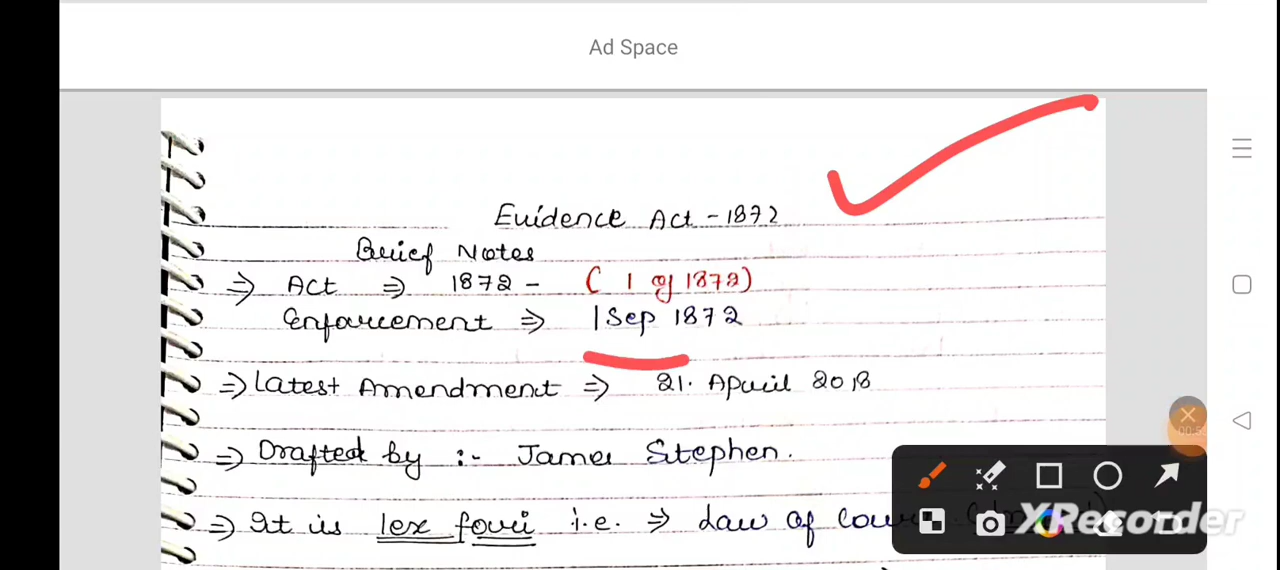 Ad Space
Evidence Act - 1872
Brief Notes
⇒ Act ⇒ 1872 - ( 1 of 1872)
Enforcement ⇒ 1 Sep 1872
⇒ Latest Amendment ⇒ 21. April 2018
⇒ Drafted by :- James Stephen.
⇒ It is lex fori i.e. ⇒ Law of
XRecorder